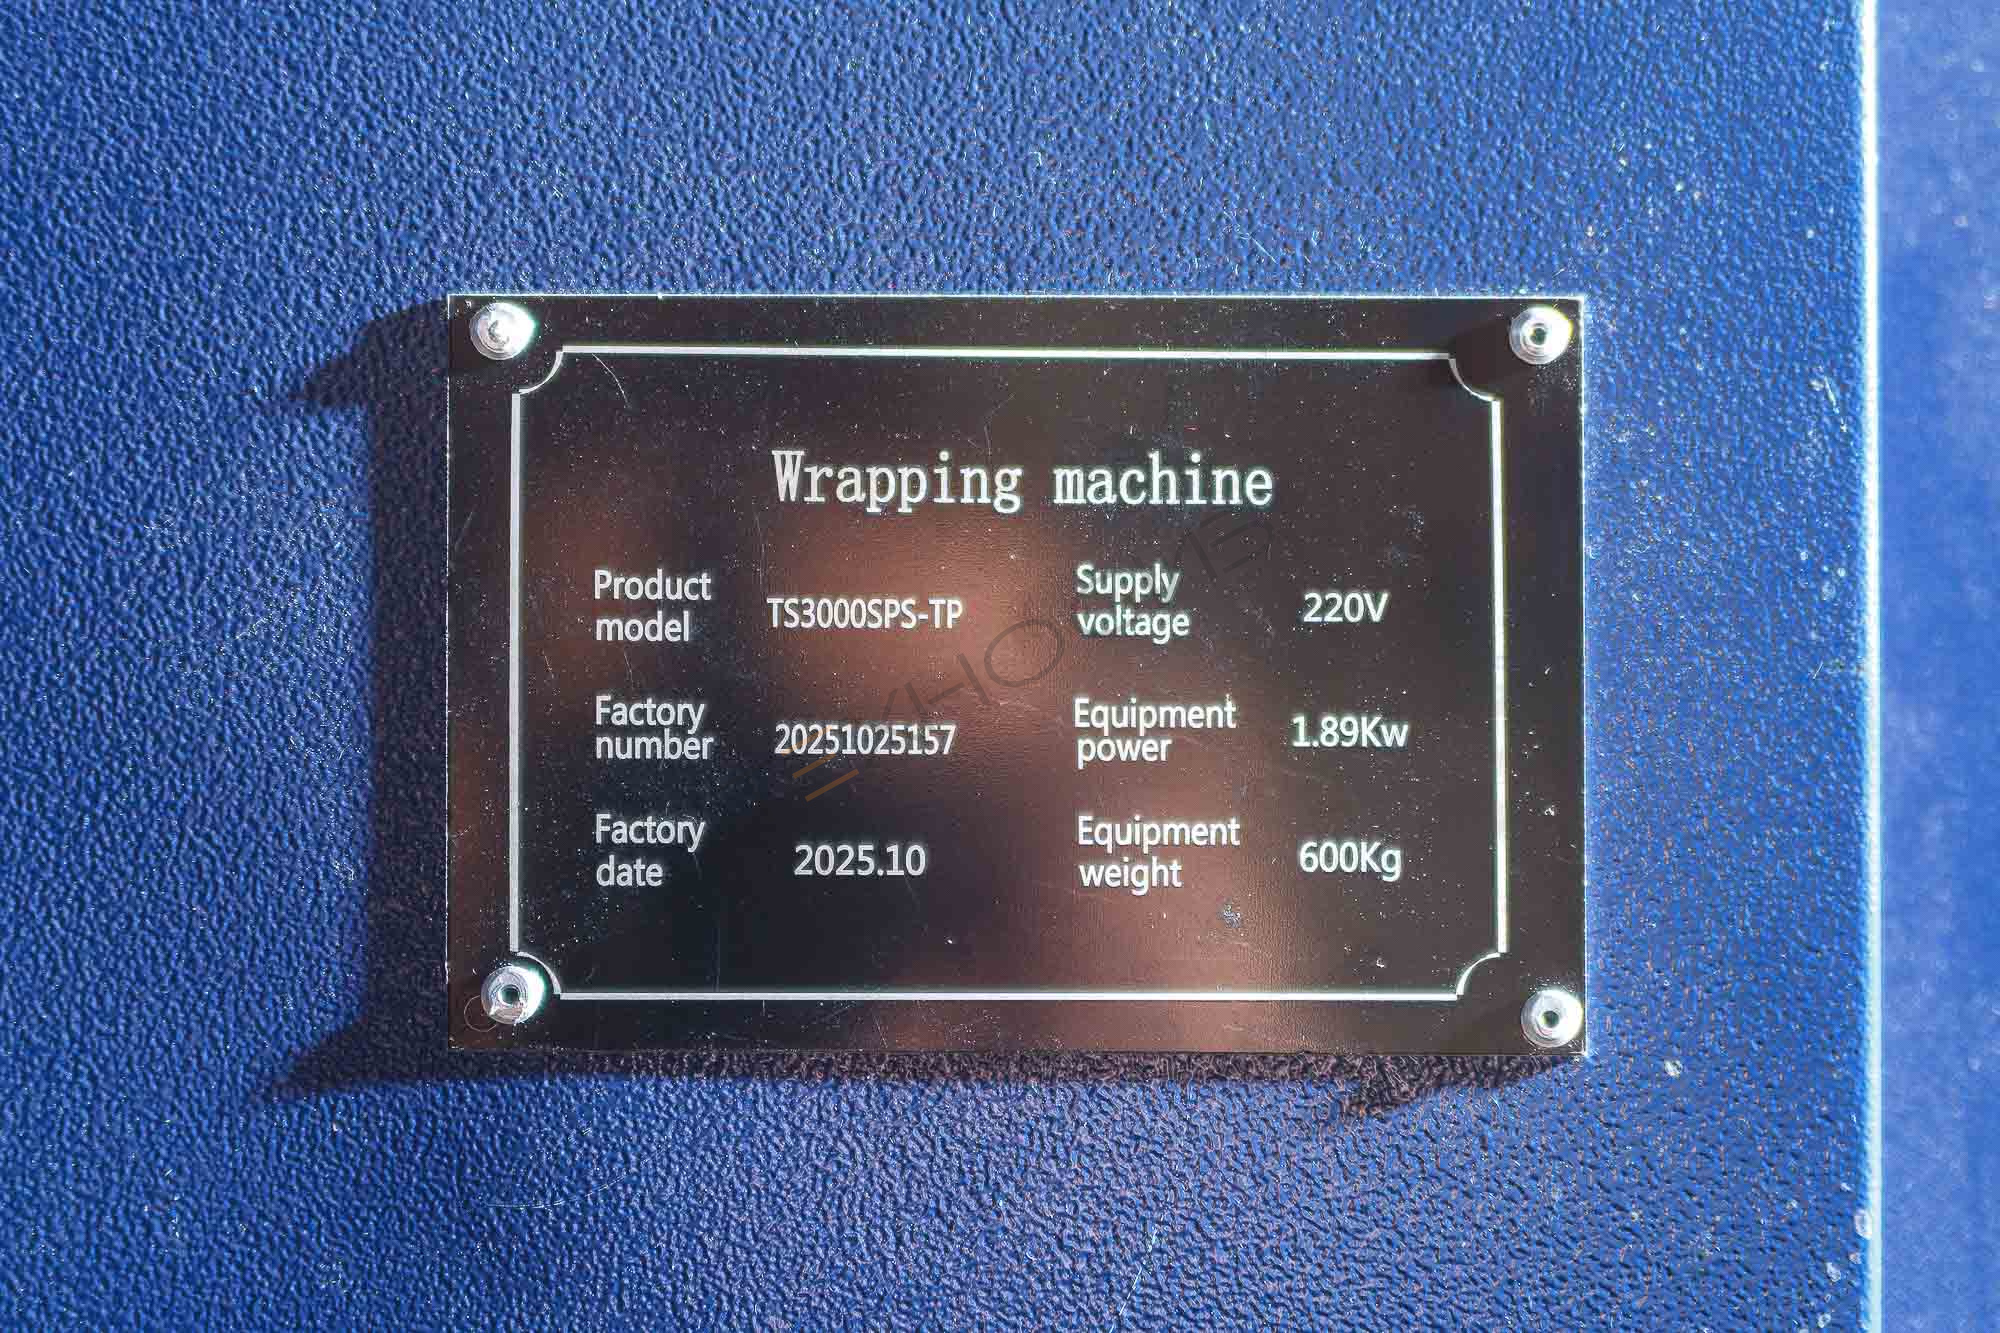 Wrapping machine
Product model TS3000SPS-TP Supply voltage 220V
Factory number 20251025157 Equipment power 1.89Kw
Factory date 2025.10 Equipment weight 600Kg